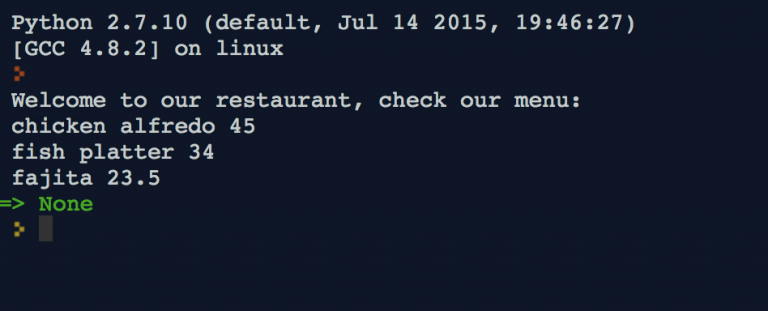 Python 2.7.10 (default, Jul 14 2015, 19:46:27)
[GCC 4.8.2] on linux
Welcome to our restaurant, check our menu:
chicken alfredo 45
fish platter 34
fajita 23.5
=> None